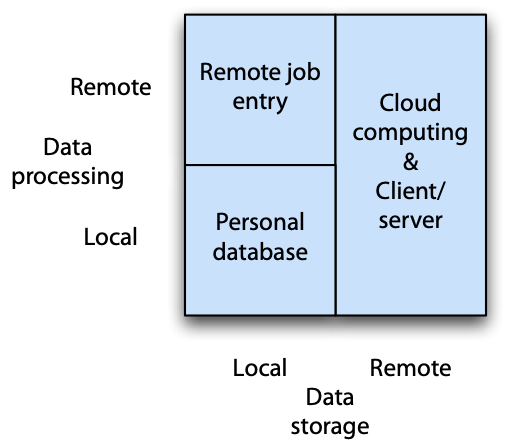 Remote
Data
processing
Local
Remote job
entry
Personal
database
Cloud
computing
&
Client/
server
Local
Remote
Data
storage